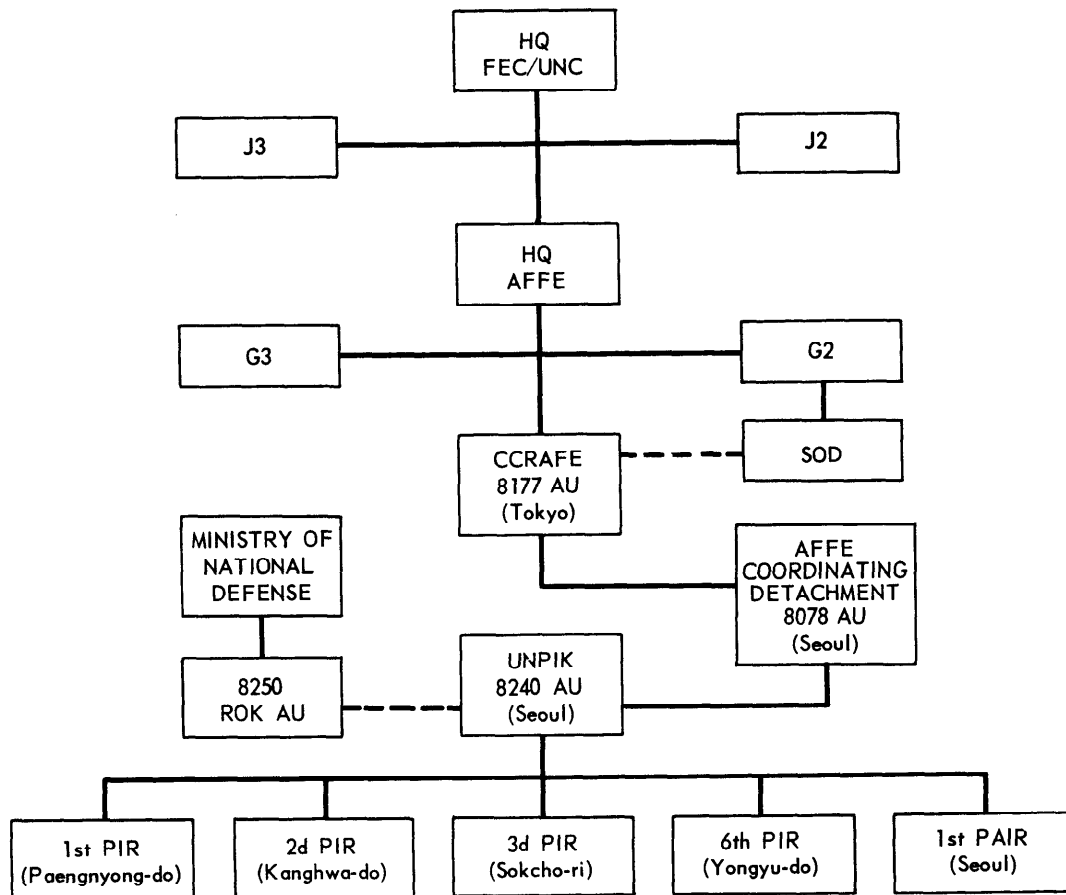 HQ
FEC/UNC
J3
J2
HQ
AFFE
G3
G2
CCRAFE
8177 AU
(Tokyo)
SOD
MINISTRY OF
NATIONAL
DEFENSE
AFFE
COORDINATING
DETACHMENT
8078 AU
(Seoul)
8250
ROK AU
UNPIK
8240 AU
(Seoul)
1st PIR
(Paengnyong-do)
2d PIR
(Kanghwa-do)
3d PIR
(Sokcho-ri)
6th PIR
(Yongyu-do)
1st PAIR
(Seoul)